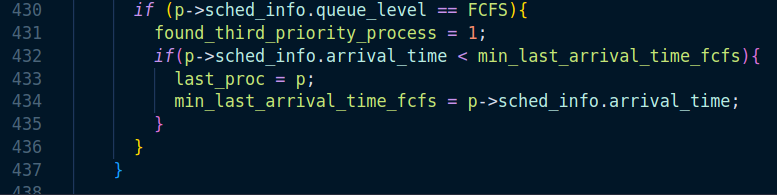 430 if (p->sched_info.queue_level == FCFS){
431 found_third_priority_process = 1;
432 if(p->sched_info.arrival_time < min_last_arrival_time_fcfs){
433 last_proc = p;
434 min_last_arrival_time_fcfs = p->sched_info.arrival_time;
435 }
436 }
437 }
438